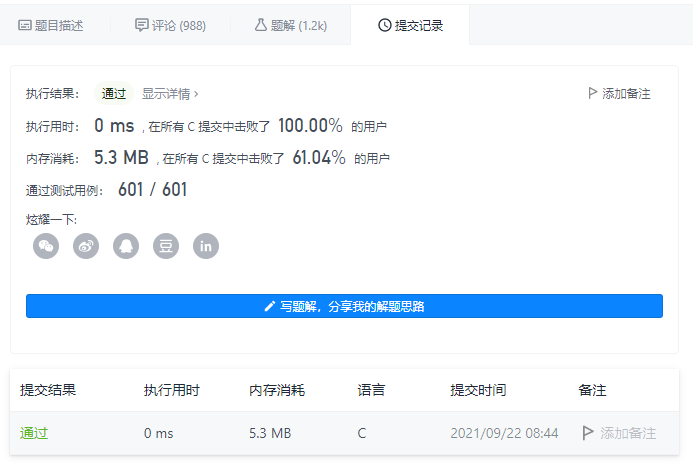 题目描述 评论 (988) 题解 (1.2k) 提交记录
执行结果： 通过 显示详情 › 添加备注
执行用时： 0 ms , 在所有 C 提交中击败了 100.00% 的用户
内存消耗： 5.3 MB , 在所有 C 提交中击败了 61.04% 的用户
通过测试用例： 601 / 601
炫耀一下:
豆 in
写题解，分享我的解题思路
提交结果 执行用时 内存消耗 语言 提交时间 备注
通过 0 ms 5.3 MB C 2021/09/22 08:44 添加备注